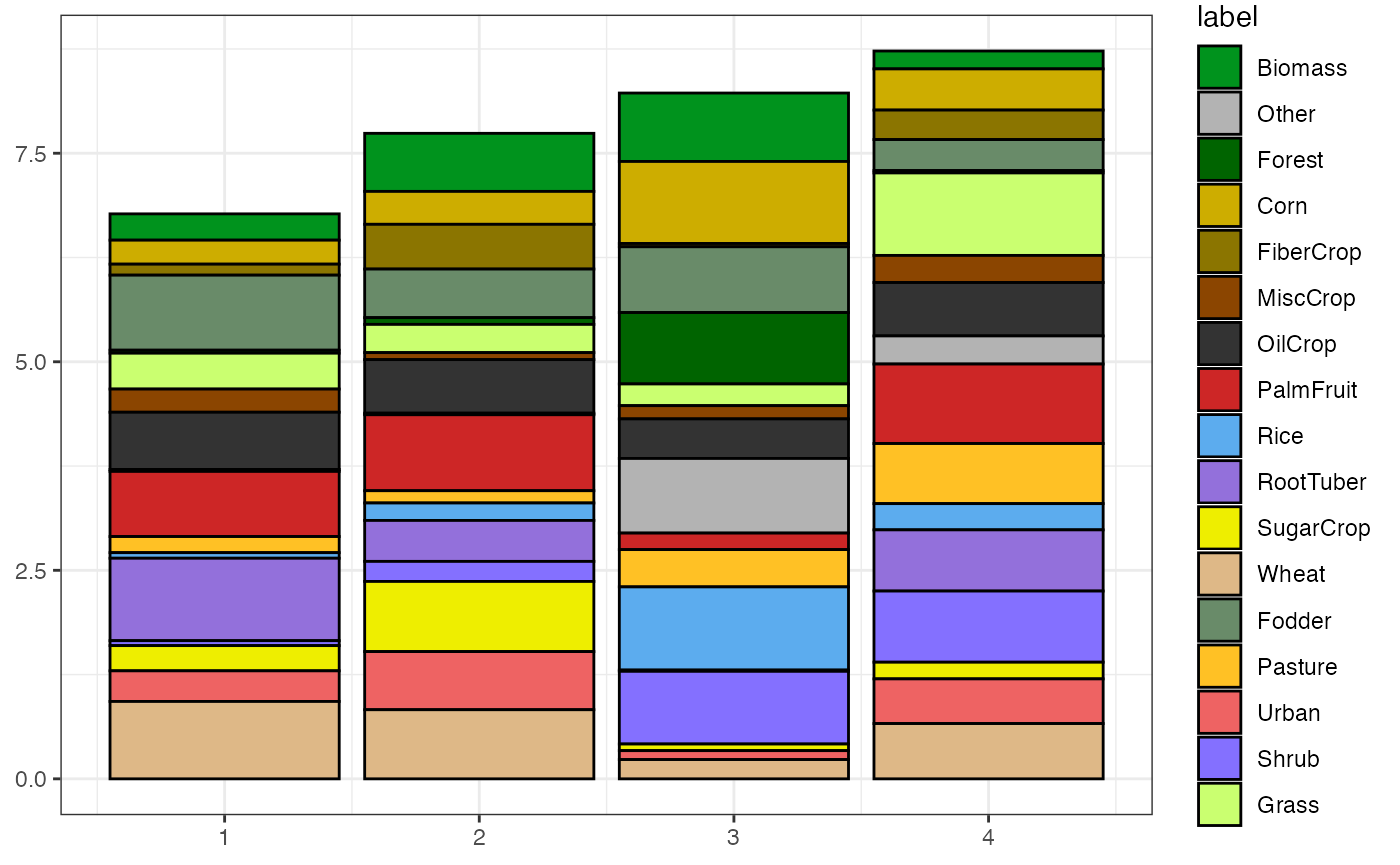 label
Biomass
Other
Forest
Corn
FiberCrop
MiscCrop
OilCrop
PalmFruit
Rice
RootTuber
SugarCrop
Wheat
Fodder
Pasture
Urban
Shrub
Grass
7.5
5.0
2.5
0.0
1 2 3 4